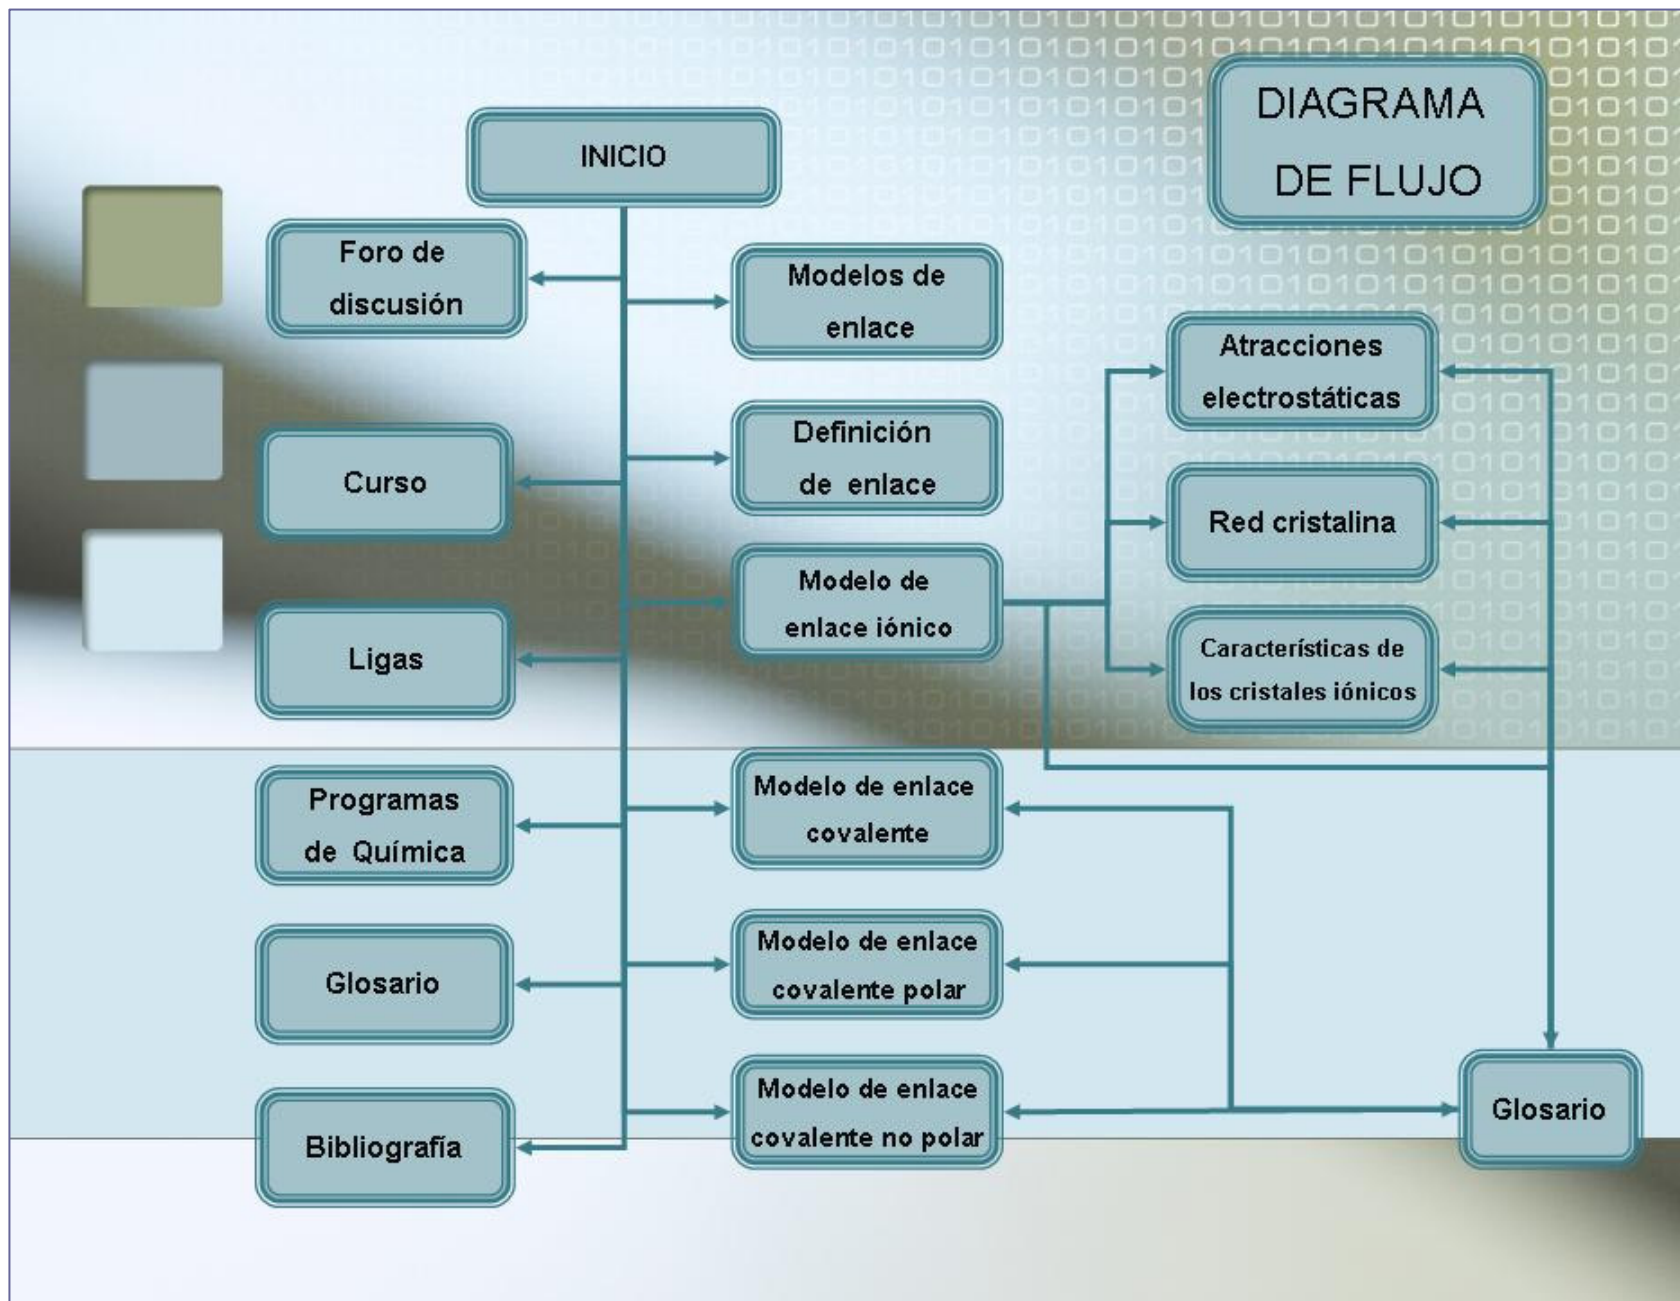 DIAGRAMA
DE FLUJO
INICIO
Foro de
discusión
Modelos de
enlace
Atracciones
electrostáticas
Definición
de enlace
Curso
Red cristalina
Modelo de
enlace iónico
Ligas
Características de
los cristales iónicos
Programas
de Química
Modelo de enlace
covalente
Glosario
Modelo de enlace
covalente polar
Bibliografía
Modelo de enlace
covalente no polar
Glosario